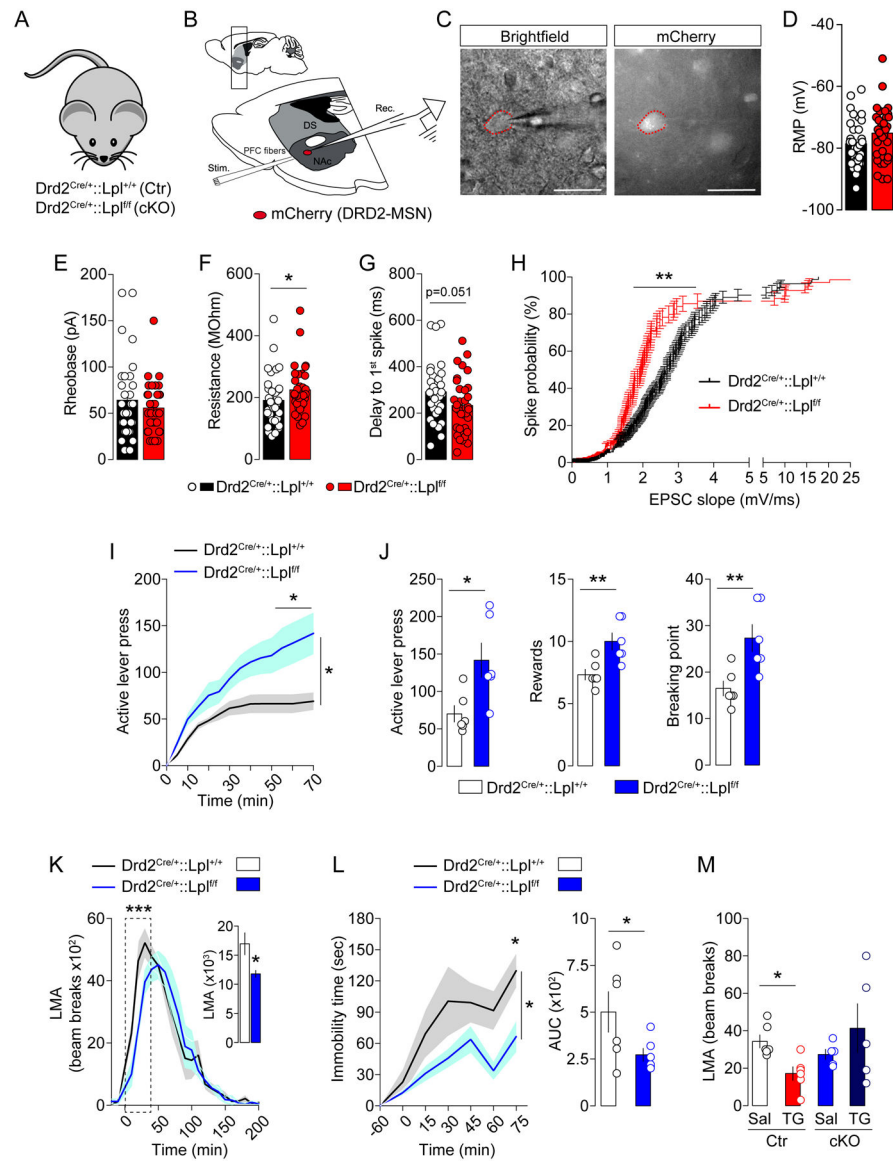 A
Drd2Cre/+::Lpl+/+ (Ctr)
Drd2Cre/+::Lplf/f (cKO)
B
DS
Rec.
PFC fibers
NAc
Stim.
mCherry (DRD2-MSN)
C
Brightfield
mCherry
D
RMP (mV)
-40
-60
-80
-100
E
Rheobase (pA)
200
150
100
50
0
F
Resistance (MOhm)
600
400
200
0
*
G
Delay to 1st spike (ms)
800
600
400
200
0
p=0.051
Drd2Cre/+::Lpl+/+
Drd2Cre/+::Lplf/f
H
Spike probability (%)
100
80
60
40
20
0
**
Drd2Cre/+::Lpl+/+
Drd2Cre/+::Lplf/f
0 1 2 3 4 5 5 10 15 20 25
EPSC slope (mV/ms)
I
Drd2Cre/+::Lpl+/+
Drd2Cre/+::Lplf/f
Active lever press
200
150
100
50
0
*
*
0 10 30 50 70
Time (min)
J
Active lever press
250
200
150
100
50
0
*
Rewards
15
10
5
0
**
Breaking point
40
30
20
10
0
**
Drd2Cre/+::Lpl+/+
Drd2Cre/+::Lplf/f
K
Drd2Cre/+::Lpl+/+
Drd2Cre/+::Lplf/f
LMA
(beam breaks x10²)
60
40
20
0
***
LMA (x10³)
20
15
10
5
0
*
0 50 100 150 200
Time (min)
L
Drd2Cre/+::Lpl+/+
Drd2Cre/+::Lplf/f
Immobility time (sec)
180
150
120
90
60
30
0
*
*
-60 0 15 30 45 60 75
Time (min)
AUC (x10²)
10
7.5
5
2.5
0
*
M
LMA (beam breaks)
100
80
60
40
20
0
*
Sal TG Sal TG
Ctr cKO